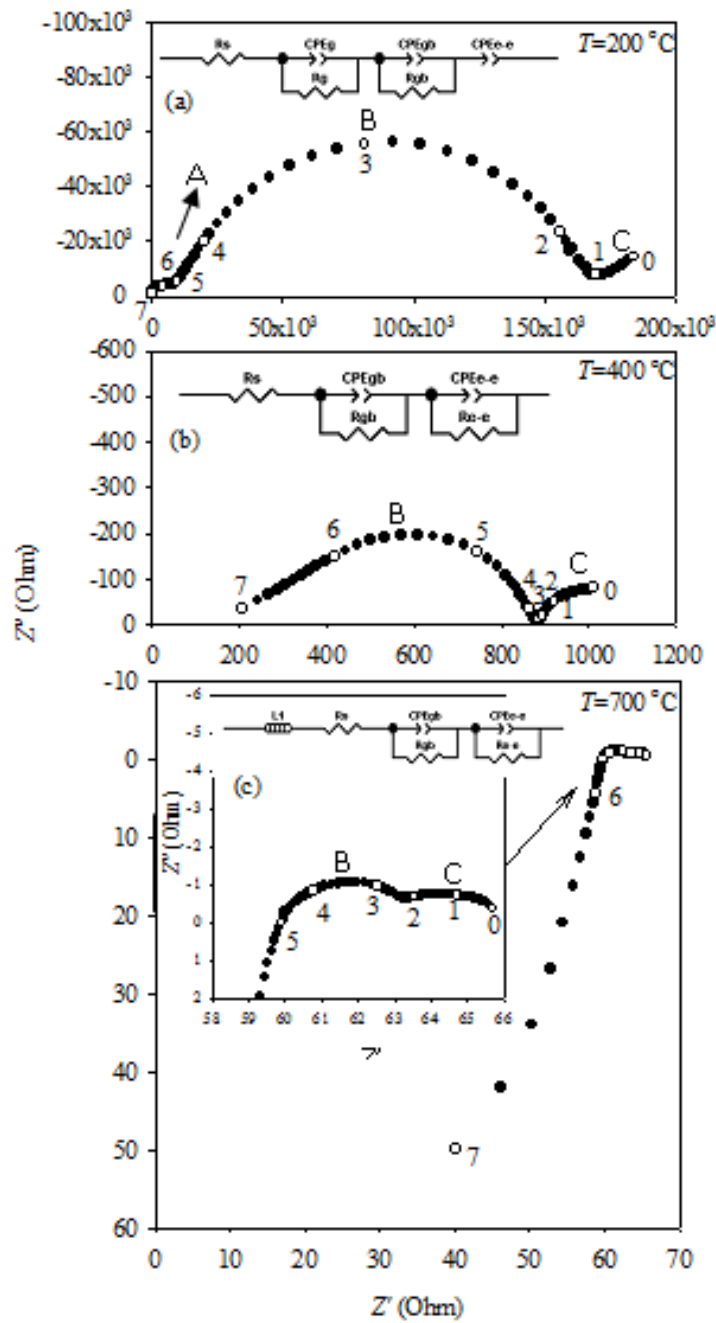 -100x10³
Rs CPEg CPEgb CPEe-e T=200 °C
Rg Rgb
-80x10³
(a)
-60x10³
B
3
-40x10³
A
-20x10³
6 5 4 2 1 C 0
0
7
0 50x10³ 100x10³ 150x10³ 200x10³
-600
Rs CPEgb CPEe-e T=400 °C
-500
Rgb Re-e
(b)
-400
-300
-200
B
7 6 5 4 3 2 1 C 0
-100
0
0 200 400 600 800 1000 1200
Z" (Ohm)
-10
T=700 °C
0
10
20
30
40
50
60
-6
L1 Rs CPEgb CPEe-e
-5
Rgb Re-e
-4
(c)
-3
-2
-1
0
1
2
Z" (Ohm)
B C
5 4 3 2 1 0
58 59 60 61 62 63 64 65 66
6
7
0 10 20 30 40 50 60 70
Z' (Ohm)